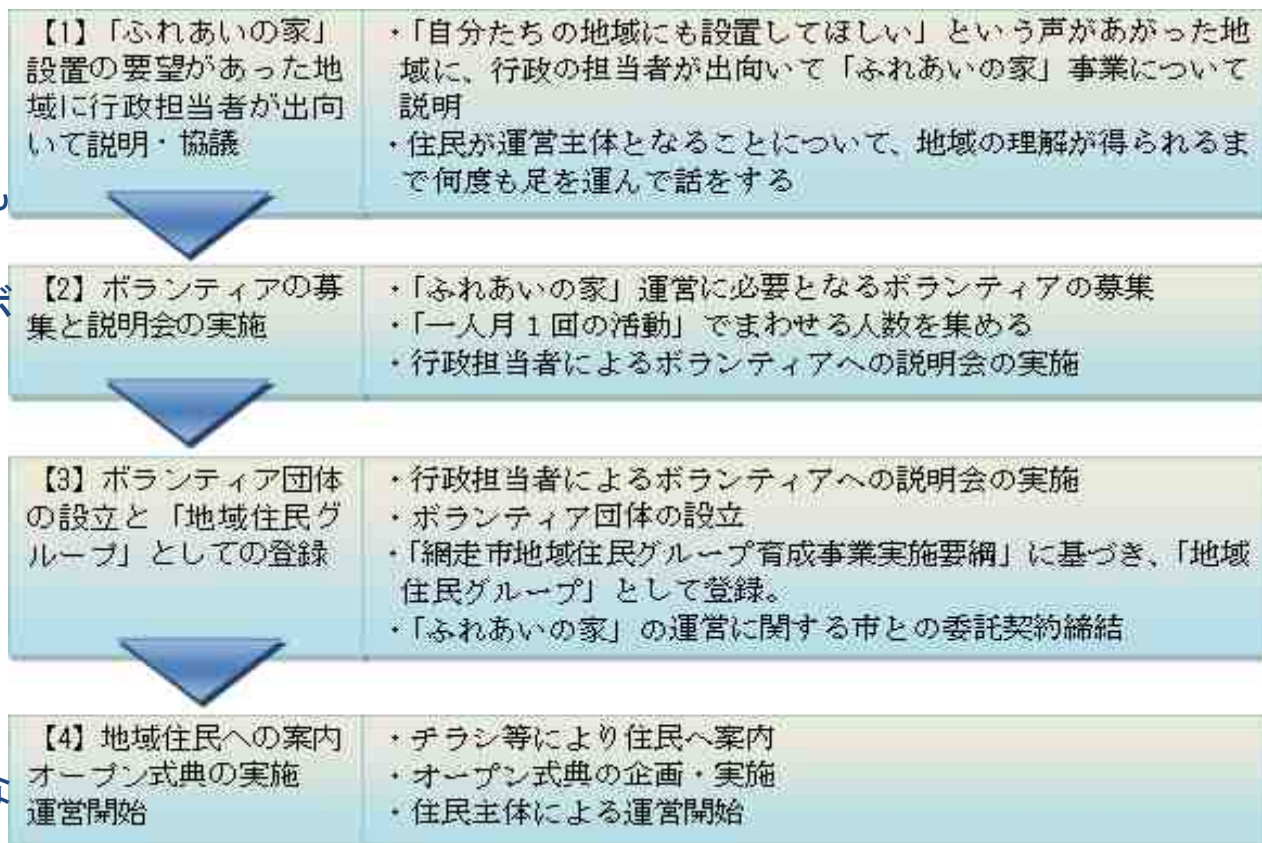 【1】「ふれあいの家」
設置の要望があった地
域に行政担当者が出向
いて説明・協議
・「自分たちの地域にも設置してほしい」という声があがった地
域に、行政の担当者が出向いて「ふれあいの家」事業について
説明
・住民が運営主体となることについて、地域の理解が得られるま
で何度も足を運んで話をする
【2】ボランティアの募
集と説明会の実施
・「ふれあいの家」運営に必要となるボランティアの募集
・「一人月1回の活動」でまわせる人数を集める
・行政担当者によるボランティアへの説明会の実施
【3】ボランティア団体
の設立と「地域住民グ
ループ」としての登録
・行政担当者によるボランティアへの説明会の実施
・ボランティア団体の設立
・「網走市地域住民グループ育成事業実施要綱」に基づき、「地域
住民グループ」として登録。
・「ふれあいの家」の運営に関する市との委託契約締結
【4】地域住民への案内
オープン式典の実施
運営開始
・チラシ等により住民へ案内
・オープン式典の企画・実施
・住民主体による運営開始